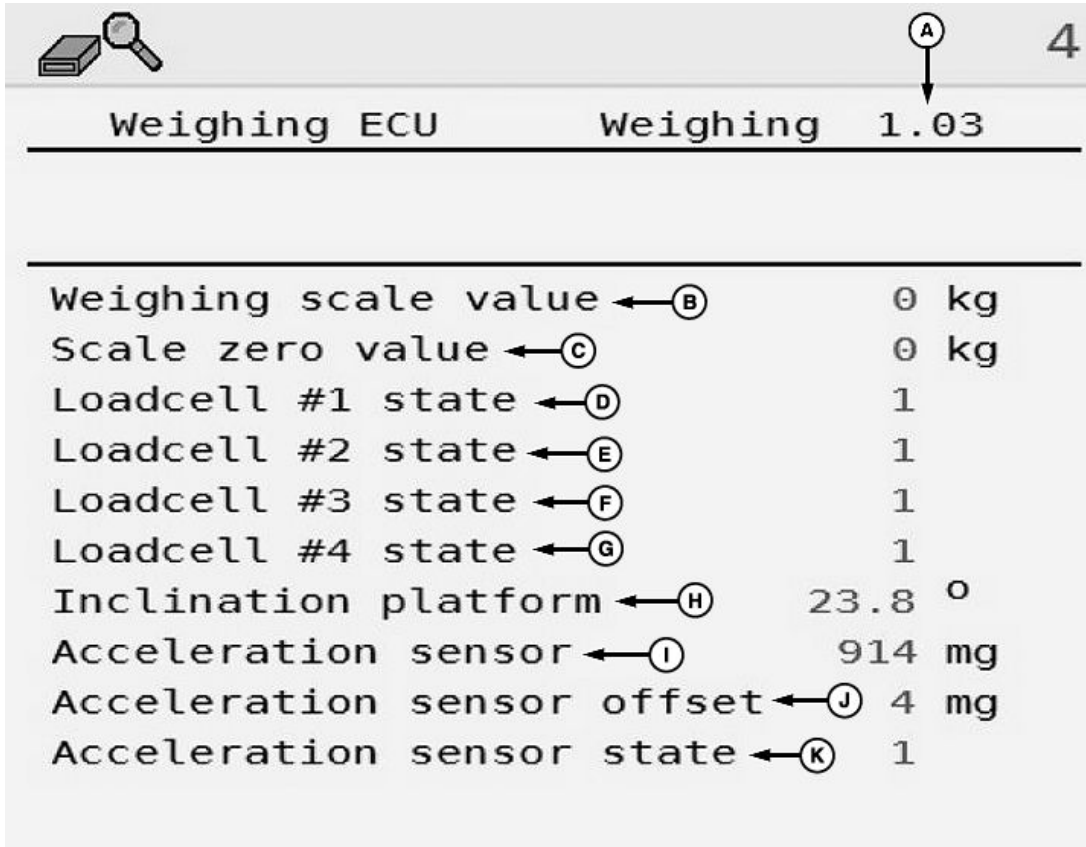 A
4
Weighing ECU Weighing 1.03
Weighing scale value B 0 kg
Scale zero value C 0 kg
Loadcell #1 state D 1
Loadcell #2 state E 1
Loadcell #3 state F 1
Loadcell #4 state G 1
Inclination platform H 23.8 °
Acceleration sensor I 914 mg
Acceleration sensor offset J 4 mg
Acceleration sensor state K 1